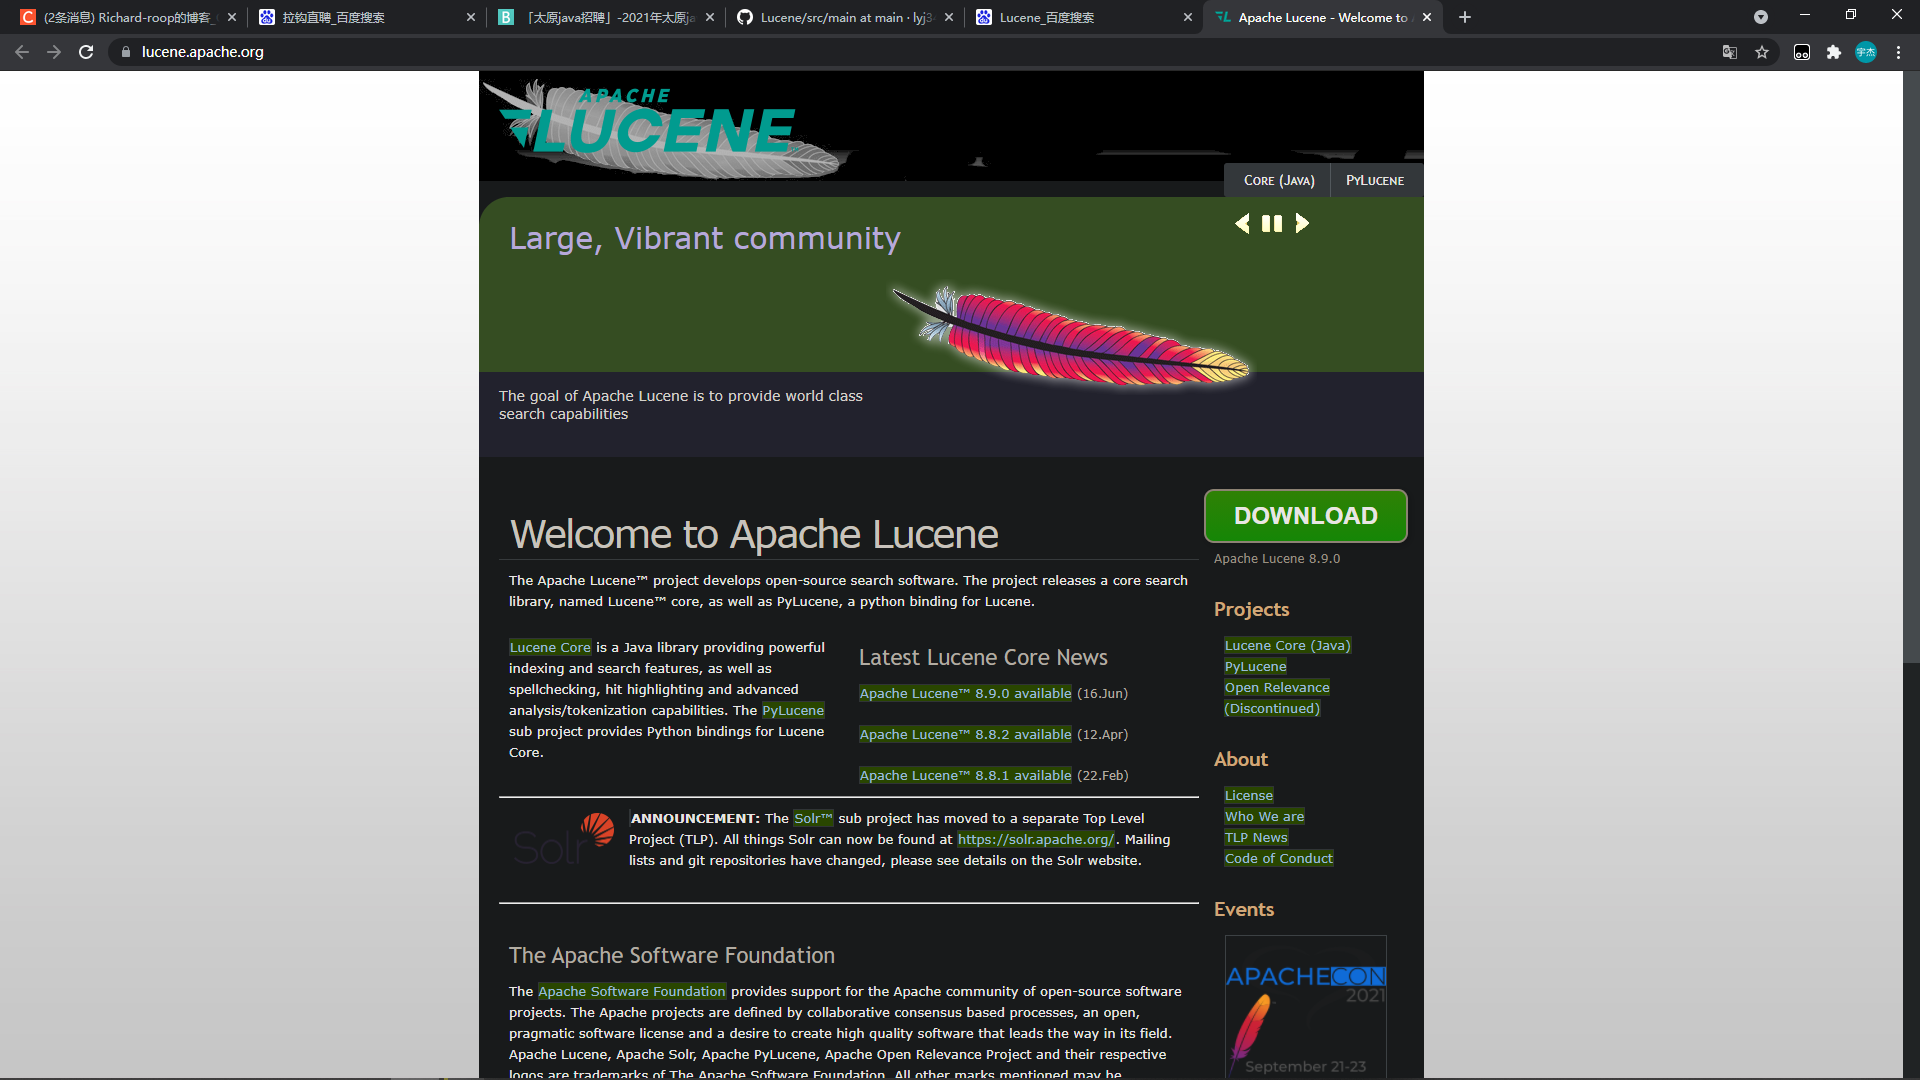 (2条消息) Richard-roop的博客_
拉钩直聘_百度搜索
「太原java招聘」-2021年太原ja
Lucene/src/main at main · lyj34
Lucene_百度搜索
Apache Lucene - Welcome to
lucene.apache.org
宇杰
APACHE
LUCENE
CORE (JAVA)
PYLUCENE
Large, Vibrant community
The goal of Apache Lucene is to provide world class
search capabilities
DOWNLOAD
Apache Lucene 8.9.0
Welcome to Apache Lucene
The Apache Lucene™ project develops open-source search software. The project releases a core search
library, named Lucene™ core, as well as PyLucene, a python binding for Lucene.
Lucene Core is a Java library providing powerful
indexing and search features, as well as
spellchecking, hit highlighting and advanced
analysis/tokenization capabilities. The PyLucene
sub project provides Python bindings for Lucene
Core.
Latest Lucene Core News
Apache Lucene™ 8.9.0 available (16.Jun)
Apache Lucene™ 8.8.2 available (12.Apr)
Apache Lucene™ 8.8.1 available (22.Feb)
Solr
ANNOUNCEMENT: The Solr™ sub project has moved to a separate Top Level
Project (TLP). All things Solr can now be found at https://solr.apache.org/. Mailing
lists and git repositories have changed, please see details on the Solr website.
The Apache Software Foundation
The Apache Software Foundation provides support for the Apache community of open-source software
projects. The Apache projects are defined by collaborative consensus based processes, an open,
pragmatic software license and a desire to create high quality software that leads the way in its field.
Apache Lucene, Apache Solr, Apache PyLucene, Apache Open Relevance Project and their respective
logos are trademarks of The Apache Software Foundation. All other marks mentioned may be
Projects
Lucene Core (Java)
PyLucene
Open Relevance
(Discontinued)
About
License
Who We are
TLP News
Code of Conduct
Events
APACHECON
2021
September 21-23